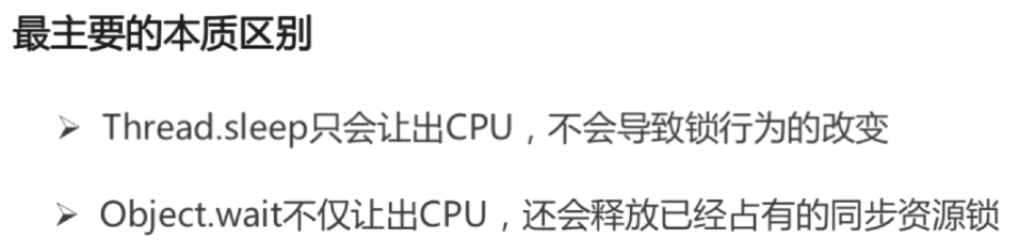 最主要的本质区别
➢ Thread.sleep只会让出CPU，不会导致锁行为的改变
➢ Object.wait不仅让出CPU，还会释放已经占有的同步资源锁